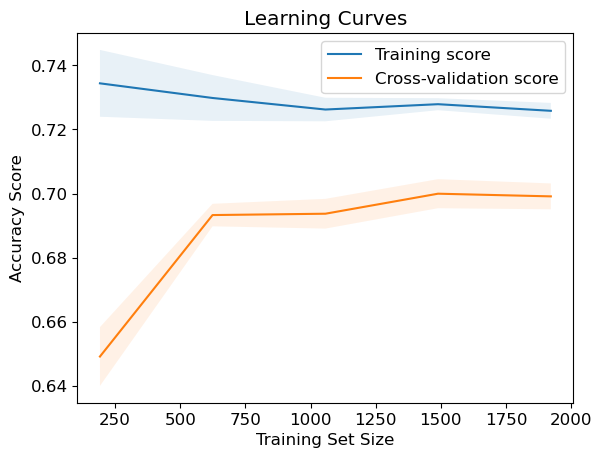 Learning Curves
Training score
Cross-validation score
Accuracy Score
0.74
0.72
0.70
0.68
0.66
0.64
250 500 750 1000 1250 1500 1750 2000
Training Set Size